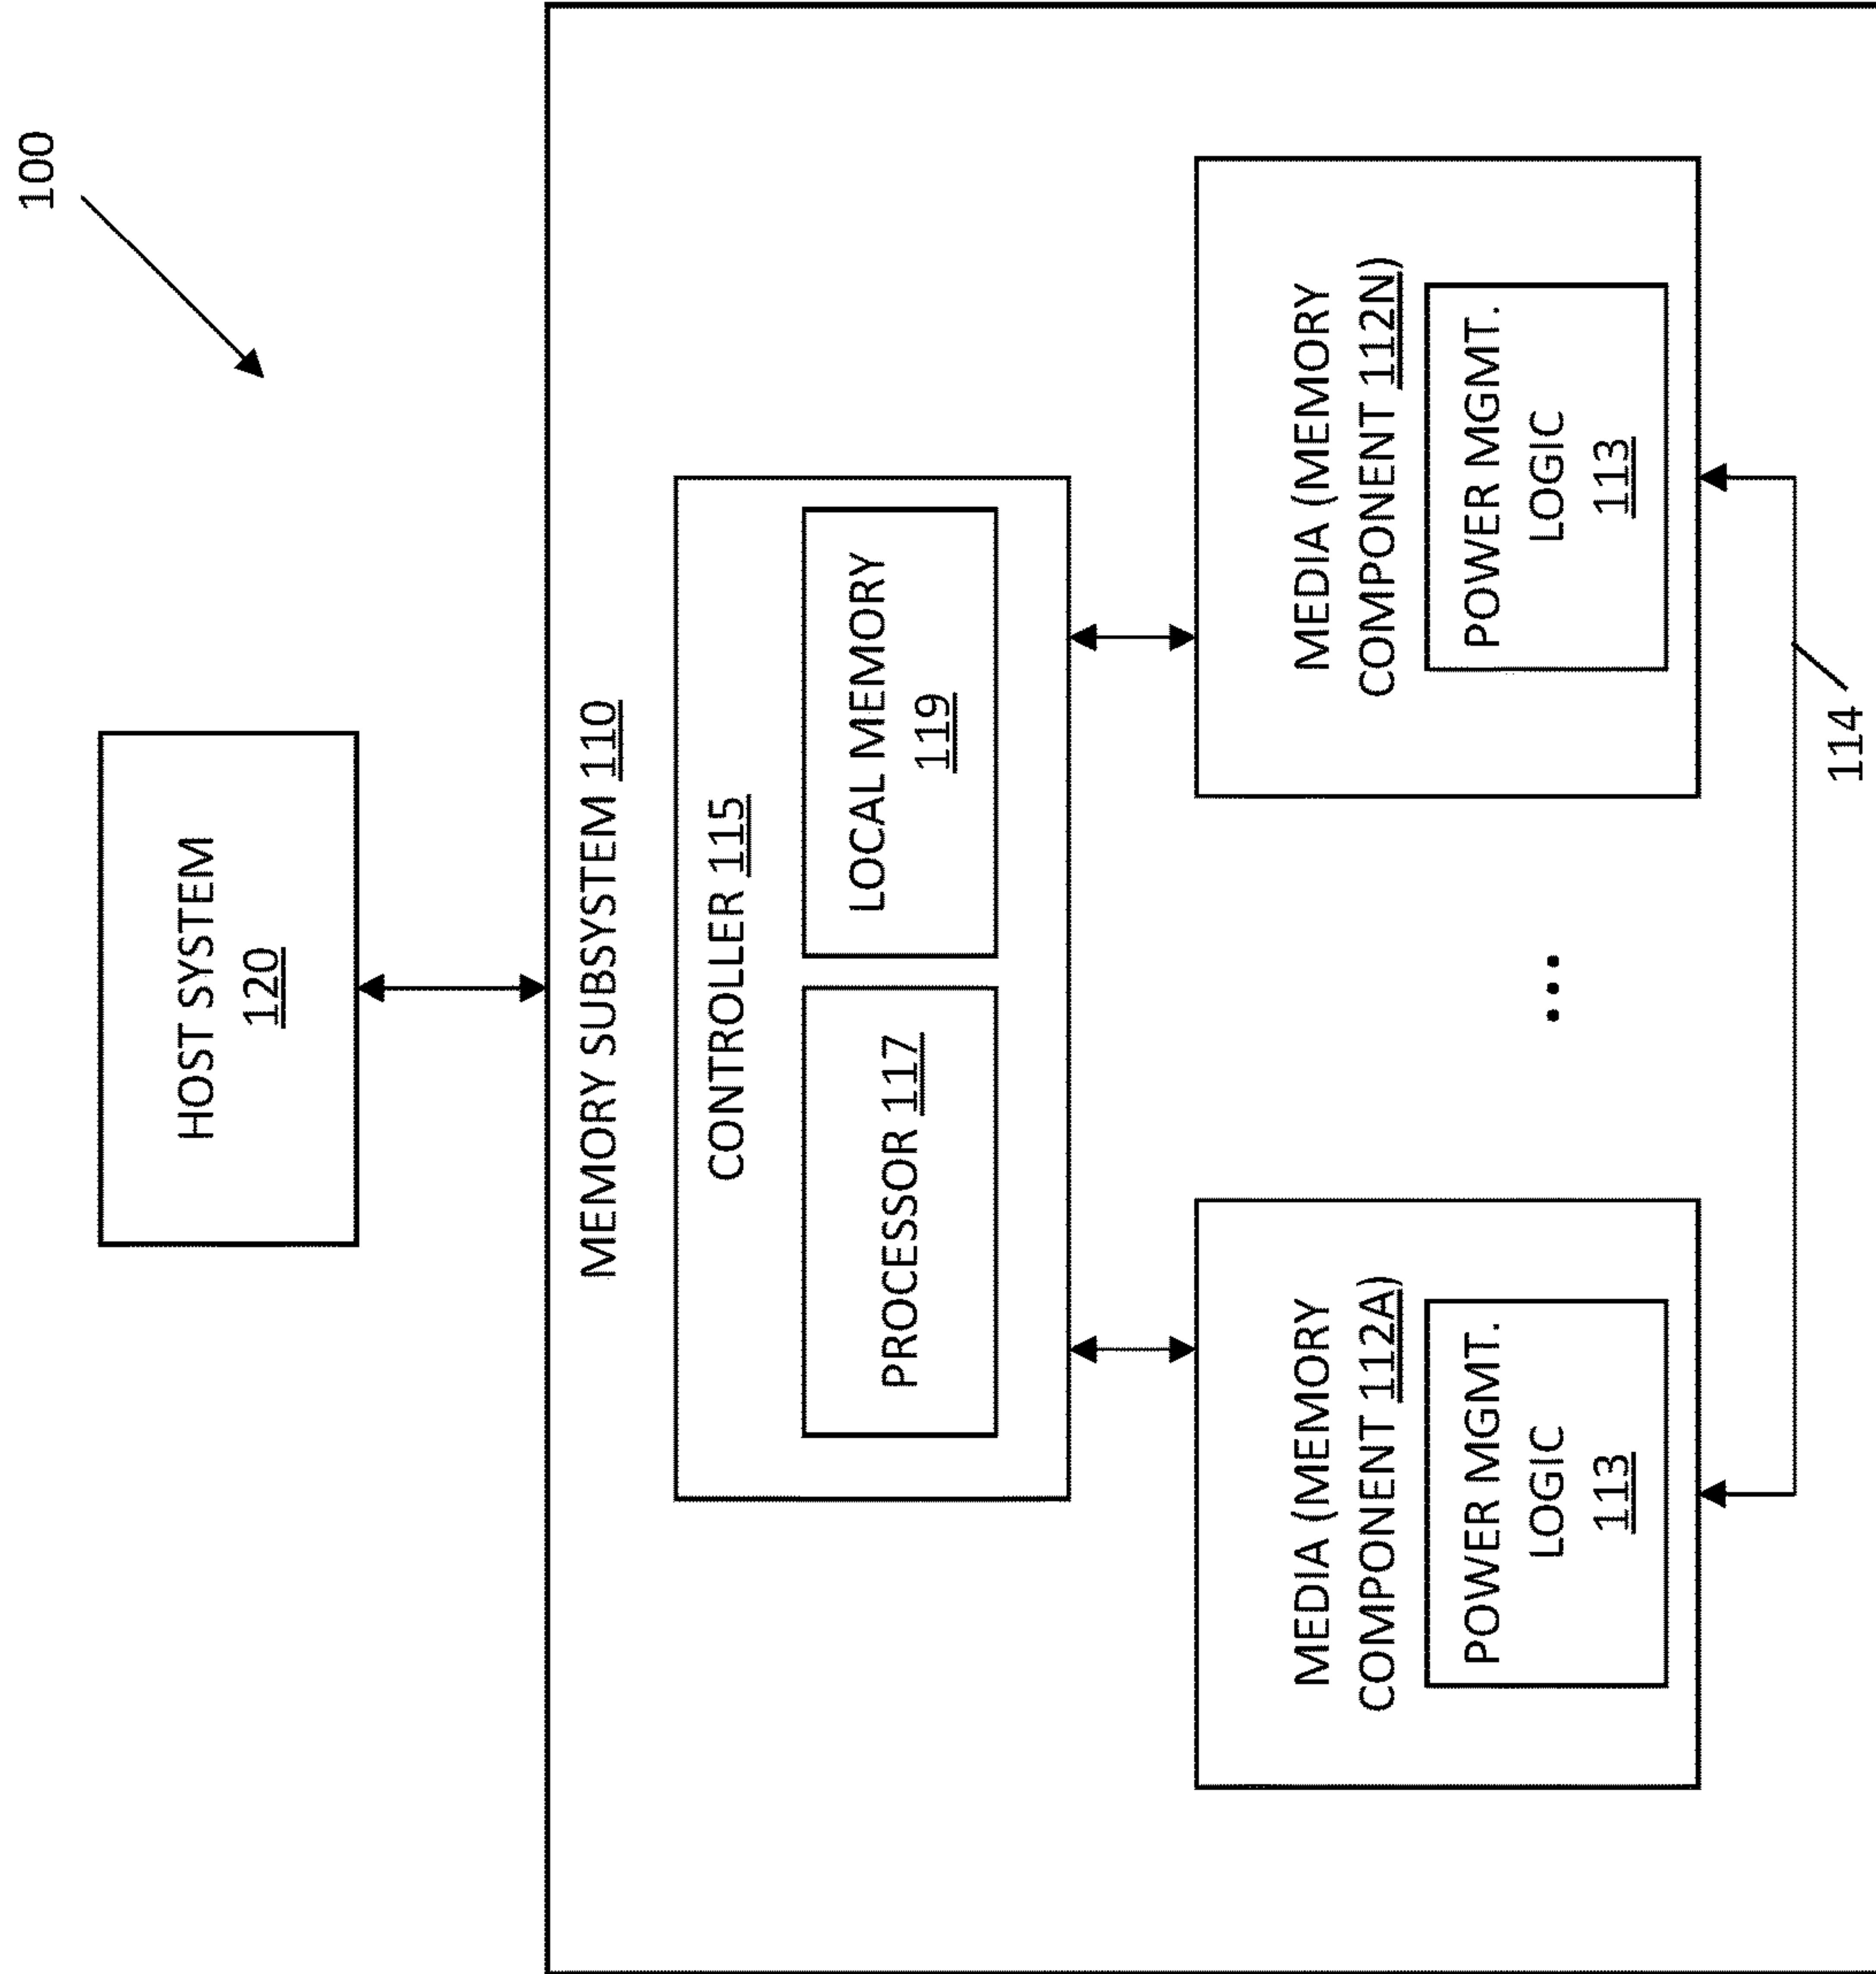 100
HOST SYSTEM
120
MEMORY SUBSYSTEM 110
CONTROLLER 115
PROCESSOR 117
LOCAL MEMORY
119
MEDIA (MEMORY
COMPONENT 112A)
POWER MGMT.
LOGIC
113
...
MEDIA (MEMORY
COMPONENT 112N)
POWER MGMT.
LOGIC
113
114